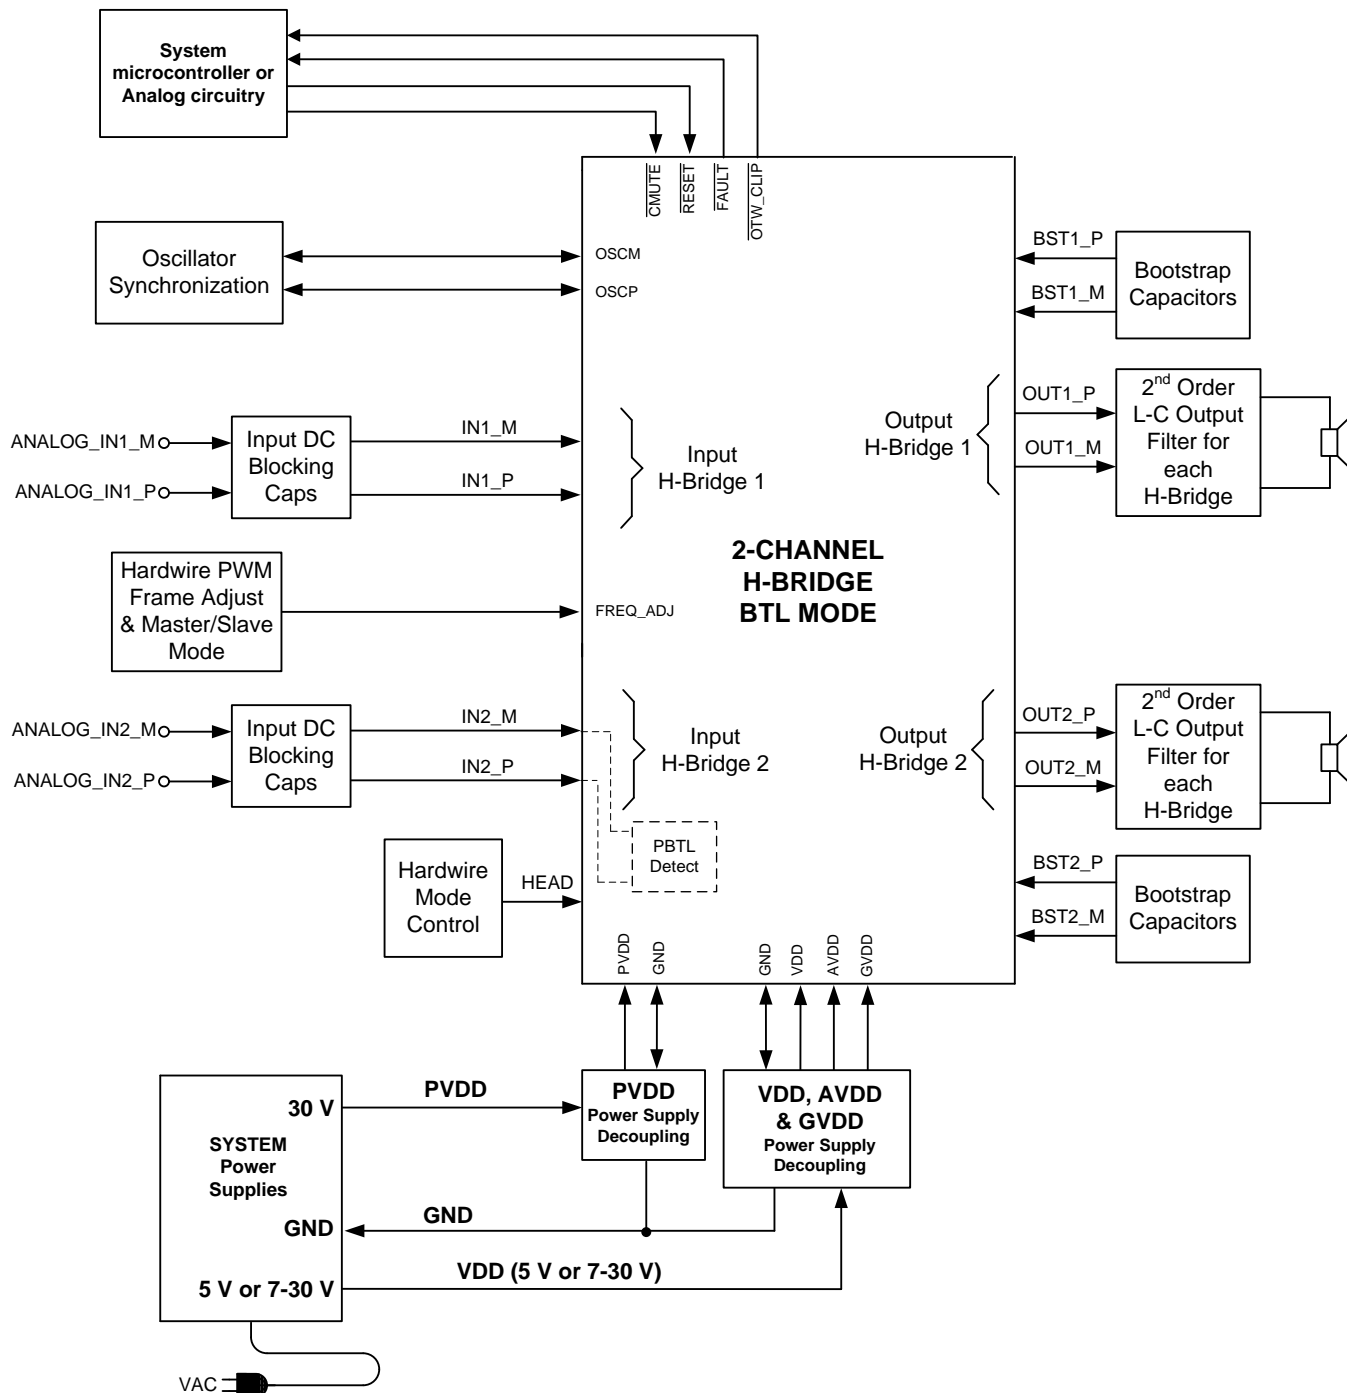 System
microcontroller or
Analog circuitry
CMUTE
RESET
FAULT
OTW_CLIP
Oscillator
Synchronization
OSCM
OSCP
BST1_P
BST1_M
Bootstrap
Capacitors
ANALOG_IN1_M
ANALOG_IN1_P
Input DC
Blocking
Caps
IN1_M
IN1_P
Input
H-Bridge 1
Output
H-Bridge 1
OUT1_P
OUT1_M
2nd Order
L-C Output
Filter for
each
H-Bridge
2-CHANNEL
H-BRIDGE
BTL MODE
Hardwire PWM
Frame Adjust
& Master/Slave
Mode
FREQ_ADJ
ANALOG_IN2_M
ANALOG_IN2_P
Input DC
Blocking
Caps
IN2_M
IN2_P
Input
H-Bridge 2
Output
H-Bridge 2
OUT2_P
OUT2_M
2nd Order
L-C Output
Filter for
each
H-Bridge
PBTL
Detect
Hardwire
Mode
Control
HEAD
BST2_P
BST2_M
Bootstrap
Capacitors
PVDD
GND
GND
VDD
AVDD
GVDD
SYSTEM
Power
Supplies
30 V
GND
5 V or 7-30 V
PVDD
GND
VDD (5 V or 7-30 V)
PVDD
Power Supply
Decoupling
VDD, AVDD
& GVDD
Power Supply
Decoupling
VAC